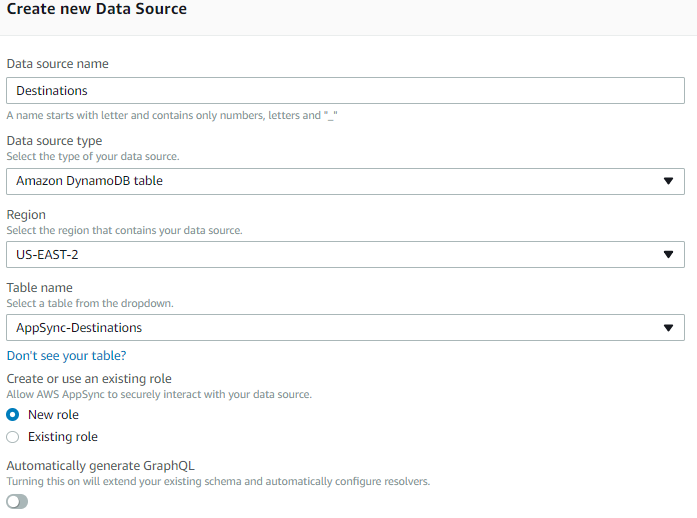 Create new Data Source
Data source name
Destinations
A name starts with letter and contains only numbers, letters and "_"
Data source type
Select the type of your data source.
Amazon DynamoDB table
Region
Select the region that contains your data source.
US-EAST-2
Table name
Select a table from the dropdown.
AppSync-Destinations
Don't see your table?
Create or use an existing role
Allow AWS AppSync to securely interact with your data source.
New role
Existing role
Automatically generate GraphQL
Turning this on will extend your existing schema and automatically configure resolvers.